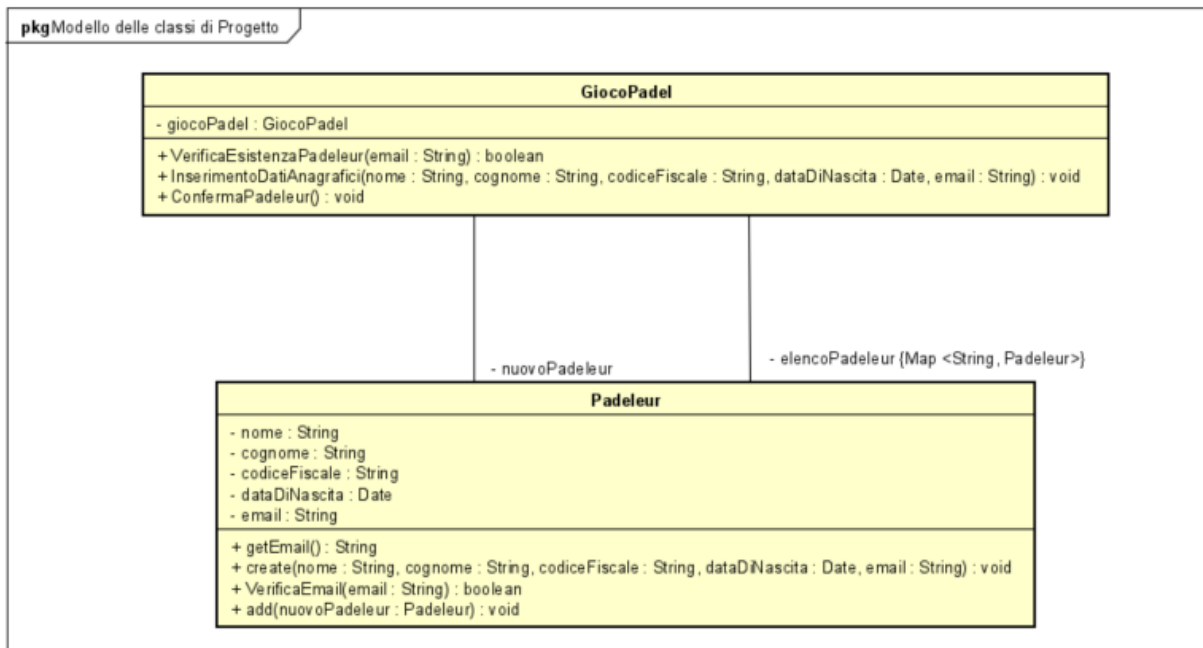 pkg Modello delle classi di Progetto
GiocoPadel
- giocoPadel : GiocoPadel
+ VerificaEsistenzaPadeleur(email : String) : boolean
+ InserimentoDatiAnagrafici(nome : String, cognome : String, codiceFiscale : String, dataDiNascita : Date, email : String) : void
+ ConfermaPadeleur() : void
- nuovoPadeleur
- elencoPadeleur {Map <String, Padeleur>}
Padeleur
- nome : String
- cognome : String
- codiceFiscale : String
- dataDiNascita : Date
- email : String
+ getEmail() : String
+ create(nome : String, cognome : String, codiceFiscale : String, dataDiNascita : Date, email : String) : void
+ VerificaEmail(email : String) : boolean
+ add(nuovoPadeleur : Padeleur) : void